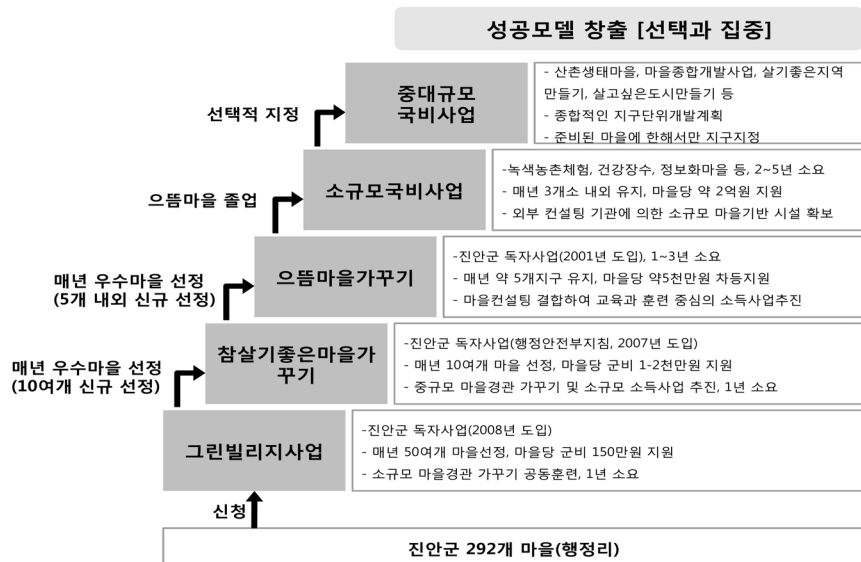 성공모델 창출 [선택과 집중]
선택적 지정
중대규모
국비사업
- 산촌생태마을, 마을종합개발사업, 살기좋은지역
만들기, 살고싶은도시만들기 등
- 종합적인 지구단위개발계획
- 준비된 마을에 한해서만 지구지정
으뜸마을 졸업
소규모국비사업
-녹색농촌체험, 건강장수, 정보화마을 등, 2~5년 소요
- 매년 3개소 내외 유지, 마을당 약 2억원 지원
- 외부 컨설팅 기관에 의한 소규모 마을기반 시설 확보
매년 우수마을 선정
(5개 내외 신규 선정)
으뜸마을가꾸기
-진안군 독자사업(2001년 도입), 1~3년 소요
- 매년 약 5개지구 유지, 마을당 약5천만원 차등지원
- 마을컨설팅 결합하여 교육과 훈련 중심의 소득사업추진
매년 우수마을 선정
(10여개 신규 선정)
참살기좋은마을가
꾸기
-진안군 독자사업(행정안전부지침, 2007년 도입)
- 매년 10여개 마을 선정, 마을당 군비 1-2천만원 지원
- 중규모 마을경관 가꾸기 및 소규모 소득사업 추진, 1년 소요
그린빌리지사업
-진안군 독자사업(2008년 도입)
- 매년 50여개 마을선정, 마을당 군비 150만원 지원
- 소규모 마을경관 가꾸기 공동훈련, 1년 소요
신청
진안군 292개 마을(행정리)